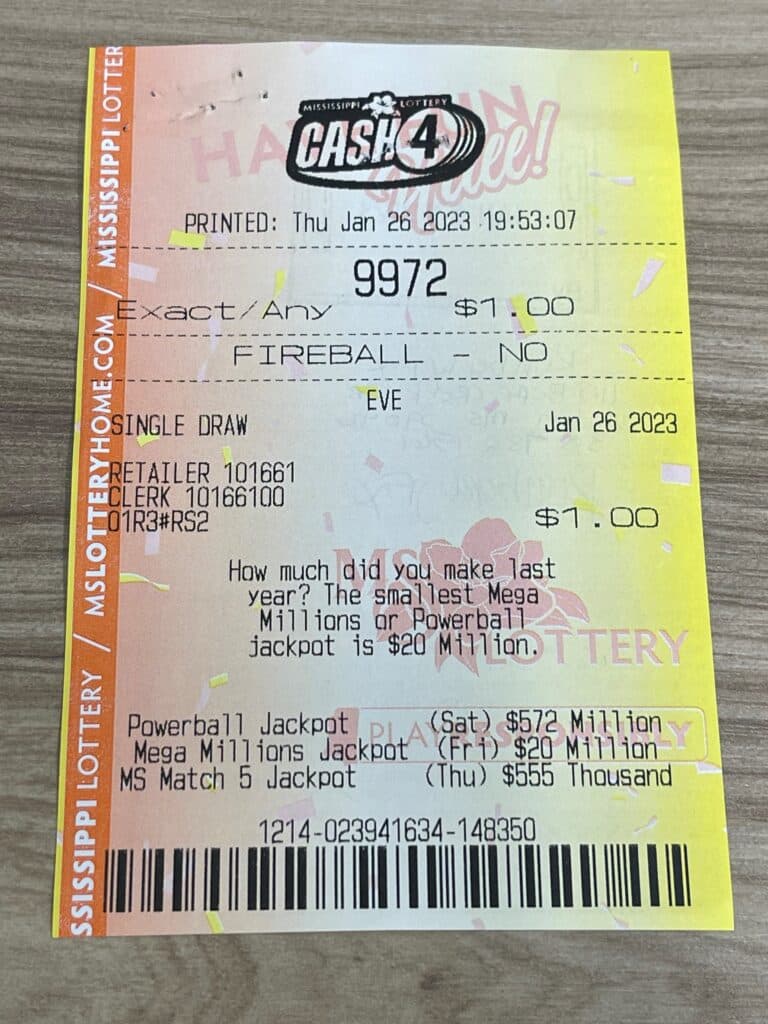 MISSISSIPPI LOTTERY
CASH 4
PRINTED: Thu Jan 26 2023 19:53:07
9972
Exact/Any $1.00
FIREBALL - NO
EVE
SINGLE DRAW Jan 26 2023
RETAILER 101661
CLERK 10166100
01R3#RS2 $1.00
How much did you make last
year? The smallest Mega
Millions or Powerball
jackpot is $20 Million.
MS
LOTTERY
PLAY RESPONSIBLY
Powerball Jackpot (Sat) $572 Million
Mega Millions Jackpot (Fri) $20 Million
MS Match 5 Jackpot (Thu) $555 Thousand
1214-023941634-148350
SSISSIPPI LOTTERY / MSLOTTERYHOME.COM / MISSISSIPPI LOTTER